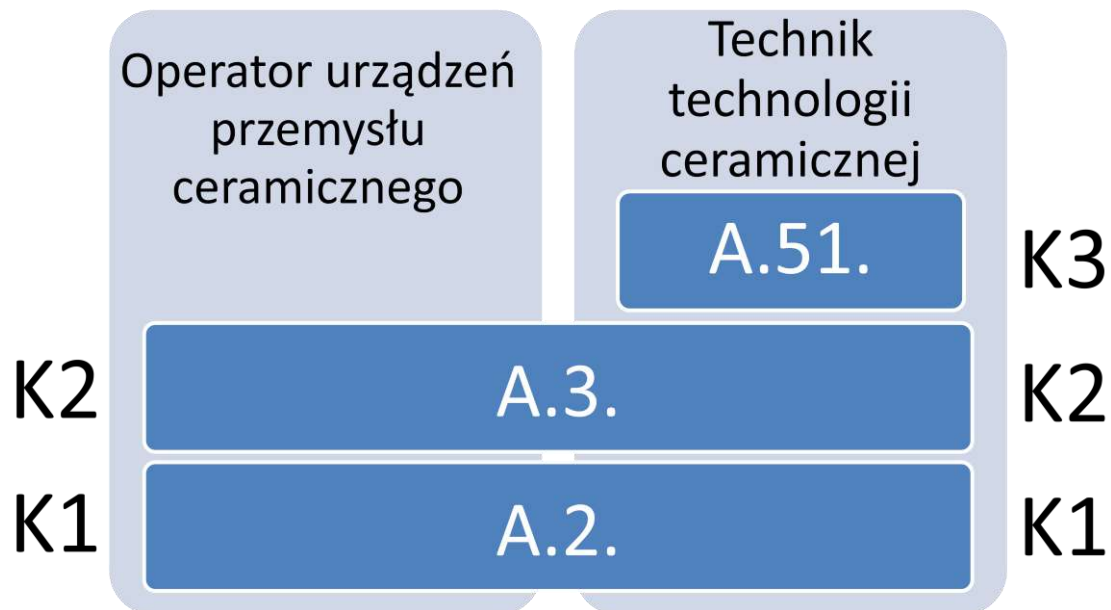 Operator urządzeń
przemysłu
ceramicznego
Technik
technologii
ceramicznej
A.51.
K3
K2
A.3.
K2
K1
A.2.
K1